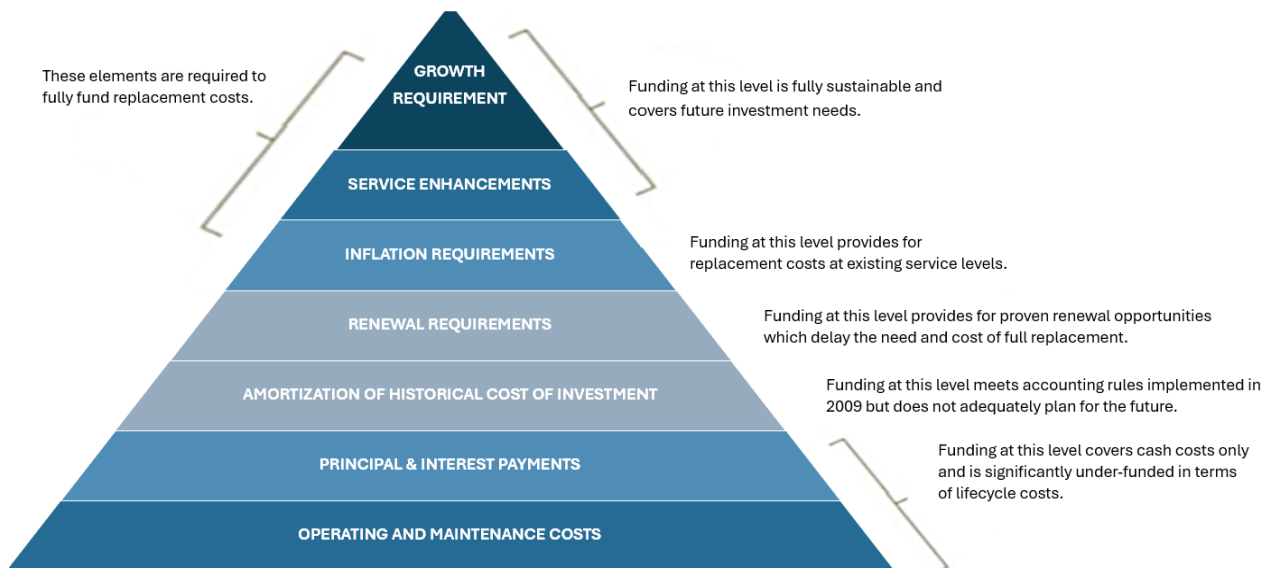 These elements are required to
fully fund replacement costs.
GROWTH
REQUIREMENT
Funding at this level is fully sustainable and
covers future investment needs.
SERVICE ENHANCEMENTS
INFLATION REQUIREMENTS
Funding at this level provides for
replacement costs at existing service levels.
RENEWAL REQUIREMENTS
Funding at this level provides for proven renewal opportunities
which delay the need and cost of full replacement.
AMORTIZATION OF HISTORICAL COST OF INVESTMENT
Funding at this level meets accounting rules implemented in
2009 but does not adequately plan for the future.
PRINCIPAL & INTEREST PAYMENTS
Funding at this level covers cash costs only
and is significantly under-funded in terms
of lifecycle costs.
OPERATING AND MAINTENANCE COSTS